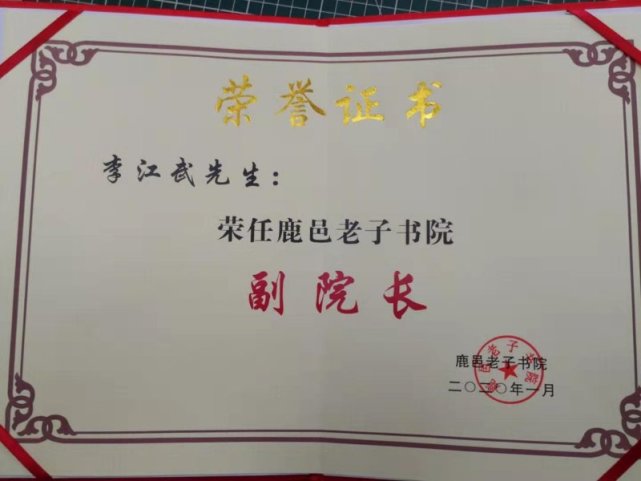 荣誉证书
李江武先生：
荣任鹿邑老子书院
副院长
鹿邑老子书院
二〇二〇年一月